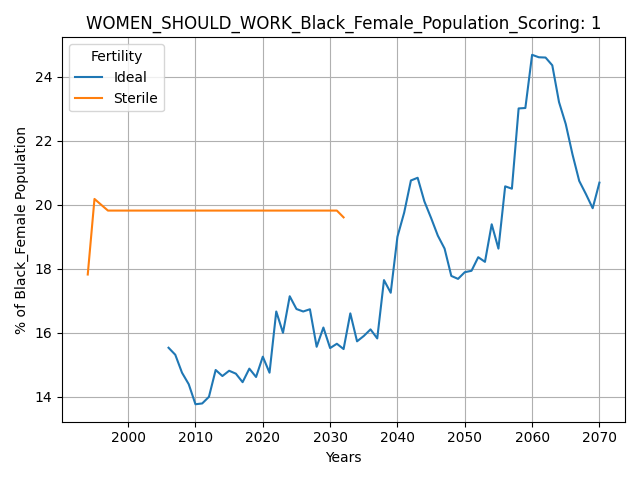 WOMEN_SHOULD_WORK_Black_Female_Population_Scoring: 1
Fertility
Ideal
Sterile
% of Black_Female Population
24
22
20
18
16
14
2000 2010 2020 2030 2040 2050 2060 2070
Years